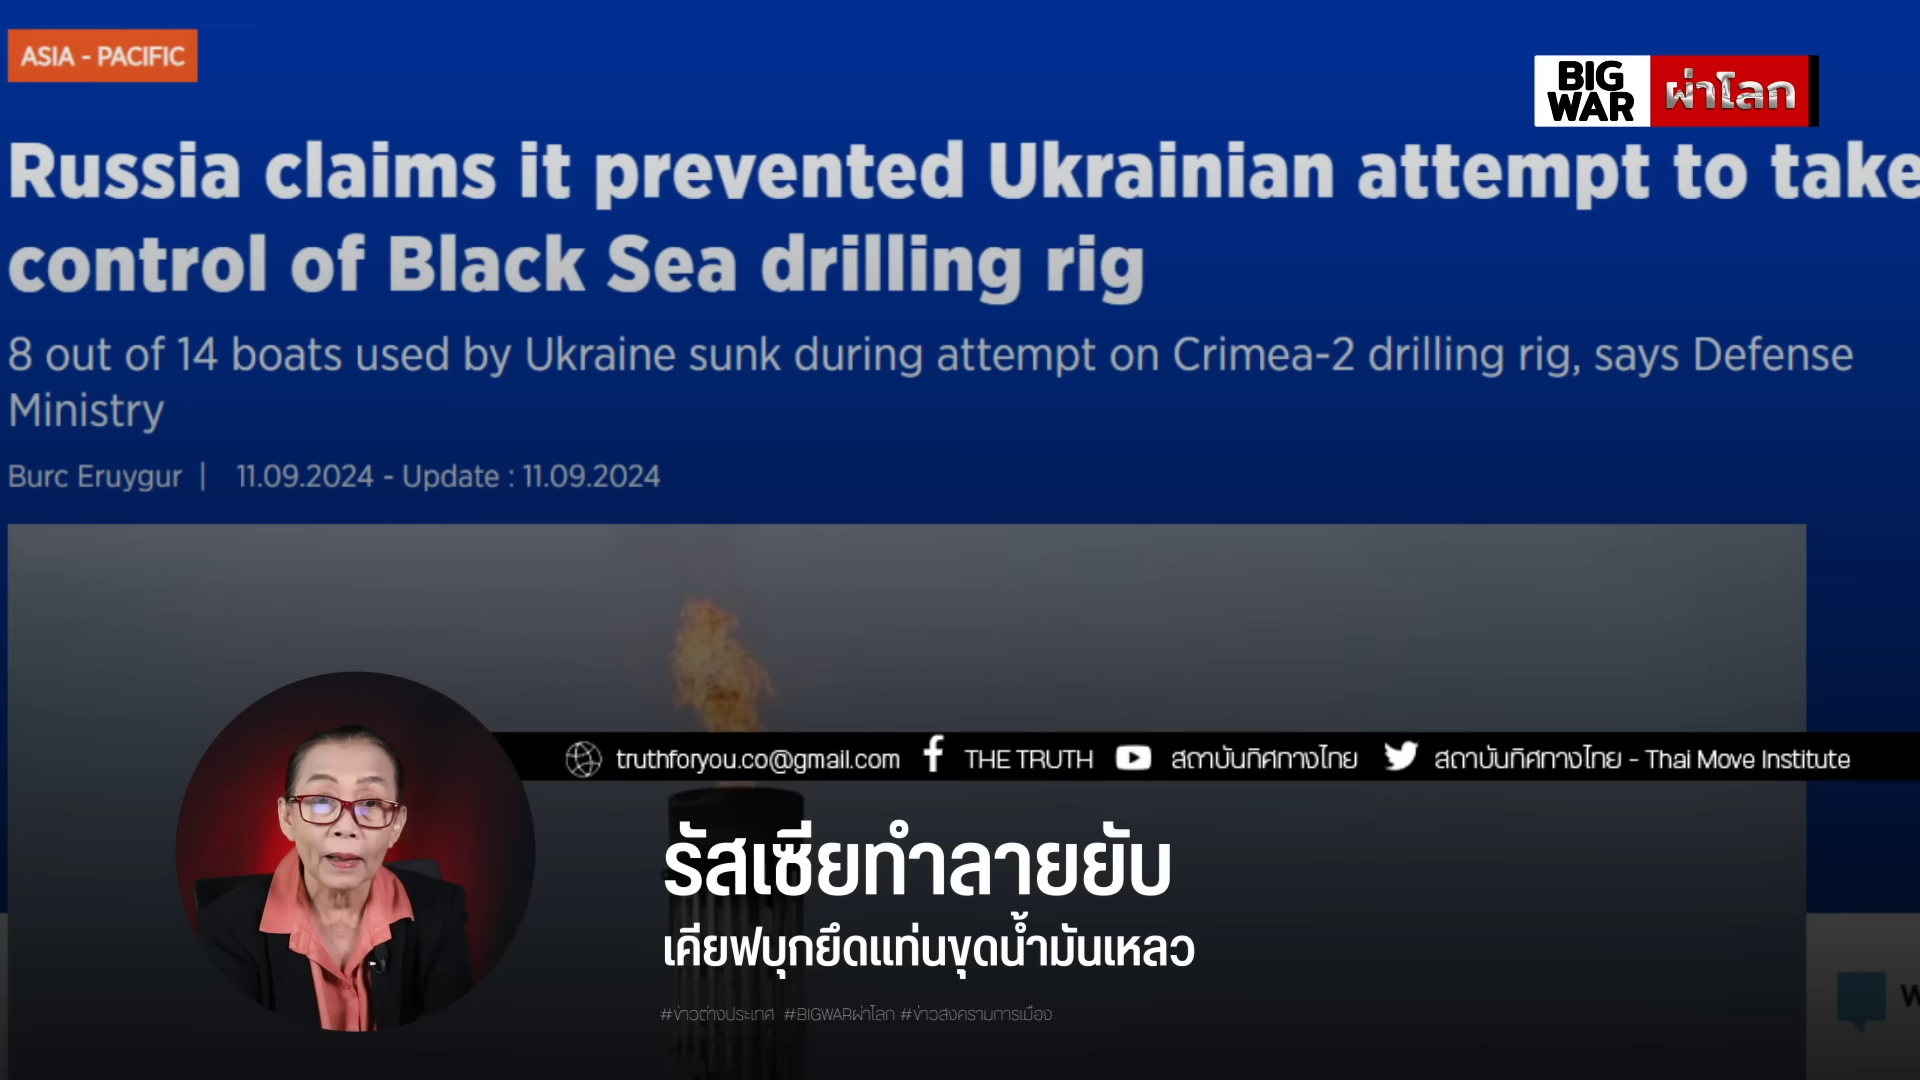 ASIA - PACIFIC
BIG
WAR
ผ่าโลก
Russia claims it prevented Ukrainian attempt to take
control of Black Sea drilling rig
8 out of 14 boats used by Ukraine sunk during attempt on Crimea-2 drilling rig, says Defense
Ministry
Burc Eruygur | 11.09.2024 - Update : 11.09.2024
truthforyou.co@gmail.com THE TRUTH สถาบันทิศทางไทย สถาบันทิศทางไทย - Thai Move Institute
รัสเซียทำลายยับ
เคียฟบุกยึดแท่นขุดน้ำมันเหลว
#ข่าวต่างประเทศ #BIGWARผ่าโลก #ข่าวสงครามการเมือง